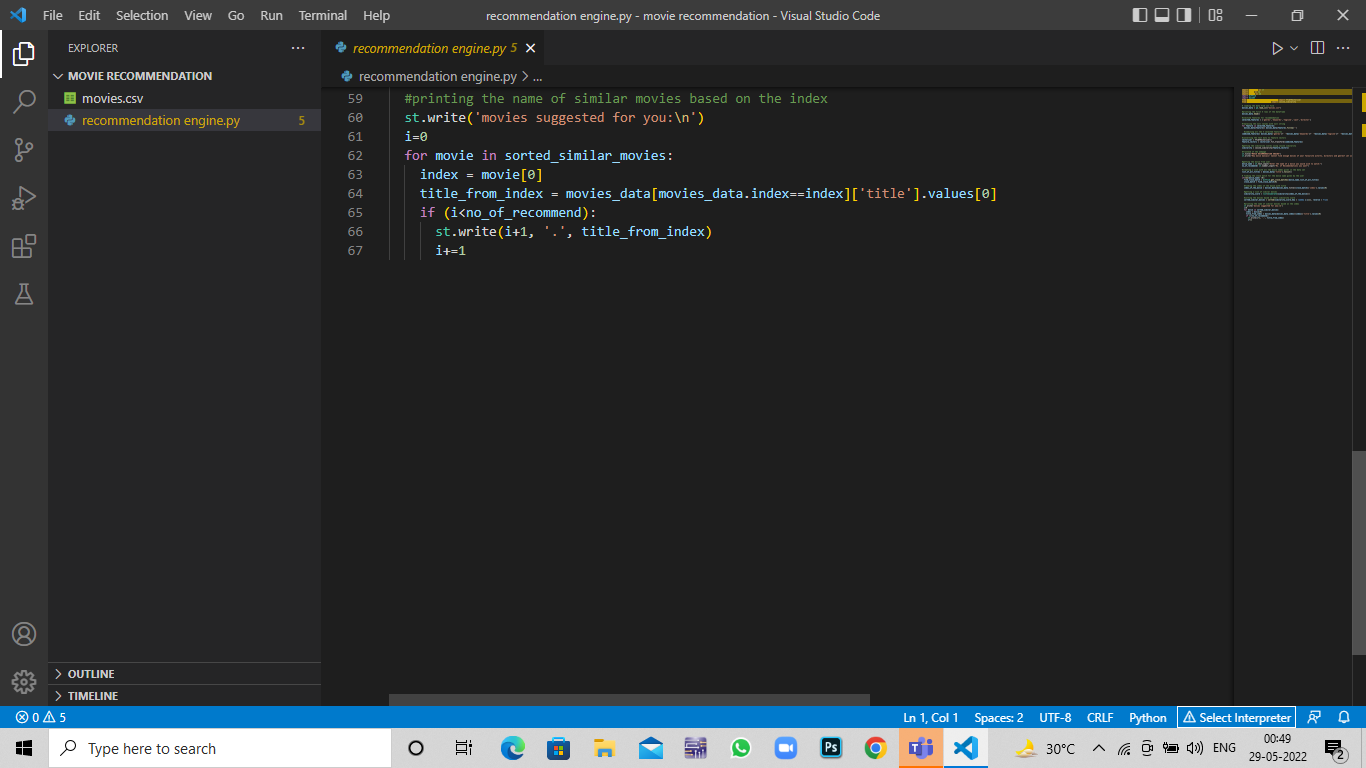 File Edit Selection View Go Run Terminal Help recommendation engine.py - movie recommendation - Visual Studio Code
EXPLORER
MOVIE RECOMMENDATION
movies.csv
recommendation engine.py 5
OUTLINE
TIMELINE
recommendation engine.py 5
recommendation engine.py > ...
59 #printing the name of similar movies based on the index
60 st.write('movies suggested for you:\n')
61 i=0
62 for movie in sorted_similar_movies:
63 index = movie[0]
64 title_from_index = movies_data[movies_data.index==index]['title'].values[0]
65 if (i<no_of_recommend):
66 st.write(i+1, '.', title_from_index)
67 i+=1
0 5 Ln 1, Col 1 Spaces: 2 UTF-8 CRLF Python Select Interpreter
Type here to search Ps 30°C ENG 00:49
29-05-2022 2